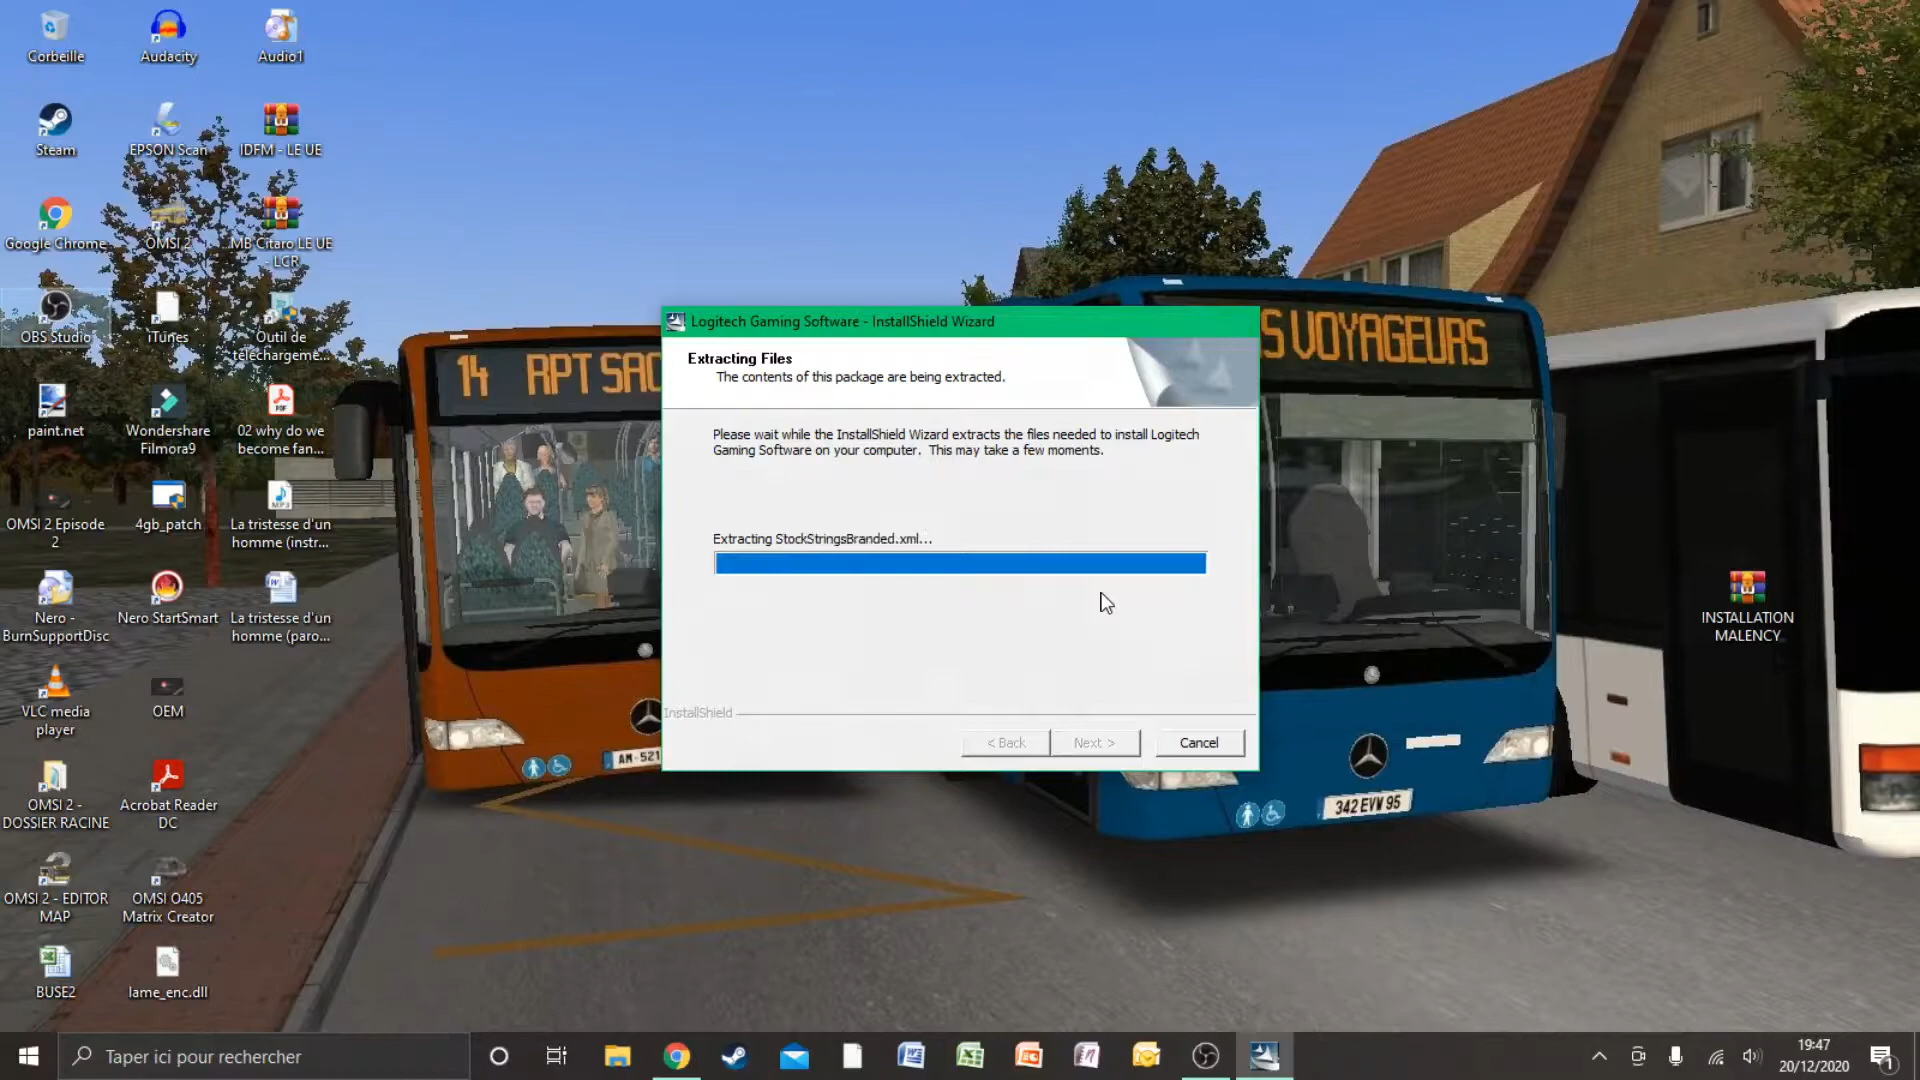 Corbeille
Audacity
Audio1
Steam
EPSON Scan
IDFM - LE UE
Google Chrome
OMSI 2
MB Citaro LE UE
- LCR
OBS Studio
iTunes
Outil de
téléchargeme...
paint.net
Wondershare
Filmora9
PDF
02 why do we
become fan...
OMSI 2 Episode
2
4gb_patch
MP3
La tristesse d'un
homme (instr...
Nero -
BurnSupportDisc
Nero StartSmart
La tristesse d'un
homme (paro...
VLC media
player
OEM
OMSI 2 -
DOSSIER RACINE
Acrobat Reader
DC
OMSI 2 - EDITOR
MAP
OMSI O405
Matrix Creator
BUSE2
lame_enc.dll
14 RPT SAC
S VOYAGEURS
AM-521
342 EVW 95
Logitech Gaming Software - InstallShield Wizard
Extracting Files
The contents of this package are being extracted.
Please wait while the InstallShield Wizard extracts the files needed to install Logitech
Gaming Software on your computer. This may take a few moments.
Extracting StockStringsBranded.xml...
InstallShield
< Back
Next >
Cancel
INSTALLATION
MALENCY
Taper ici pour rechercher
19:47
20/12/2020
1